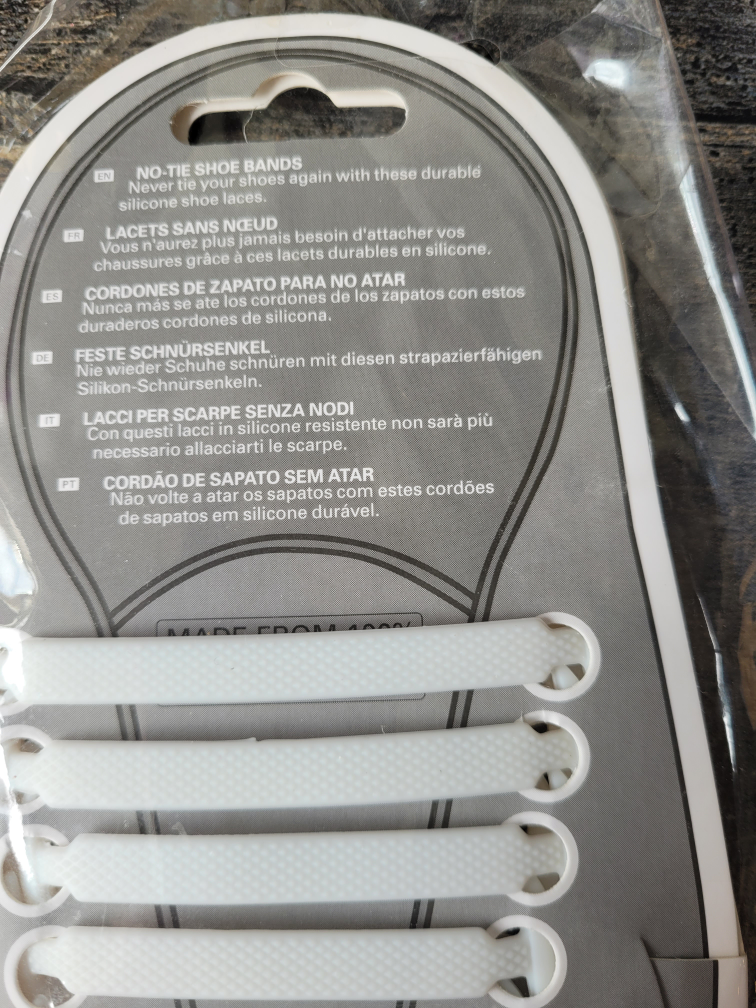 EN NO-TIE SHOE BANDS
Never tie your shoes again with these durable
silicone shoe laces.
FR LACETS SANS NŒUD
Vous n'aurez plus jamais besoin d'attacher vos
chaussures grâce à ces lacets durables en silicone.
ES CORDONES DE ZAPATO PARA NO ATAR
Nunca más se ate los cordones de los zapatos con estos
duraderos cordones de silicona.
DE FESTE SCHNÜRSENKEL
Nie wieder Schuhe schnüren mit diesen strapazierfähigen
Silikon-Schnürsenkeln.
IT LACCI PER SCARPE SENZA NODI
Con questi lacci in silicone resistente non sarà più
necessario allacciarti le scarpe.
PT CORDÃO DE SAPATO SEM ATAR
Não volte a atar os sapatos com estes cordões
de sapatos em silicone durável.
MADE FROM 100%